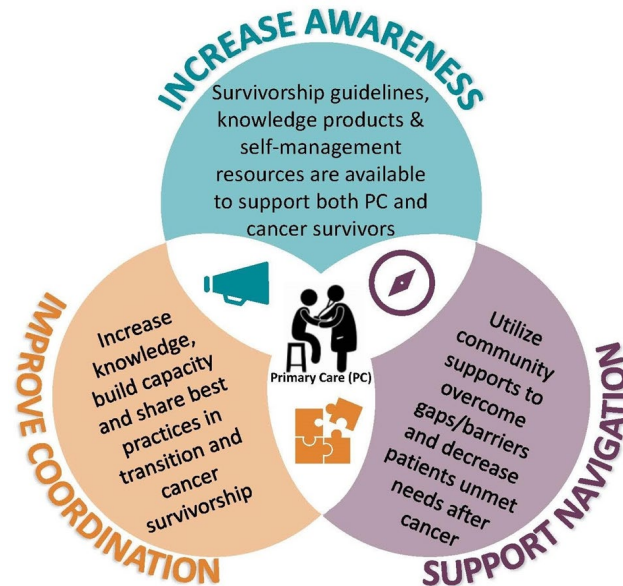 INCREASE AWARENESS
Survivorship guidelines,
knowledge products &
self-management
resources are available
to support both PC and
cancer survivors
Primary Care (PC)
IMPROVE COORDINATION
Increase
knowledge,
build capacity
and share best
practices in
transition and
cancer
survivorship
SUPPORT NAVIGATION
Utilize
community
supports to
overcome
gaps/barriers
and decrease
patients unmet
needs after
cancer